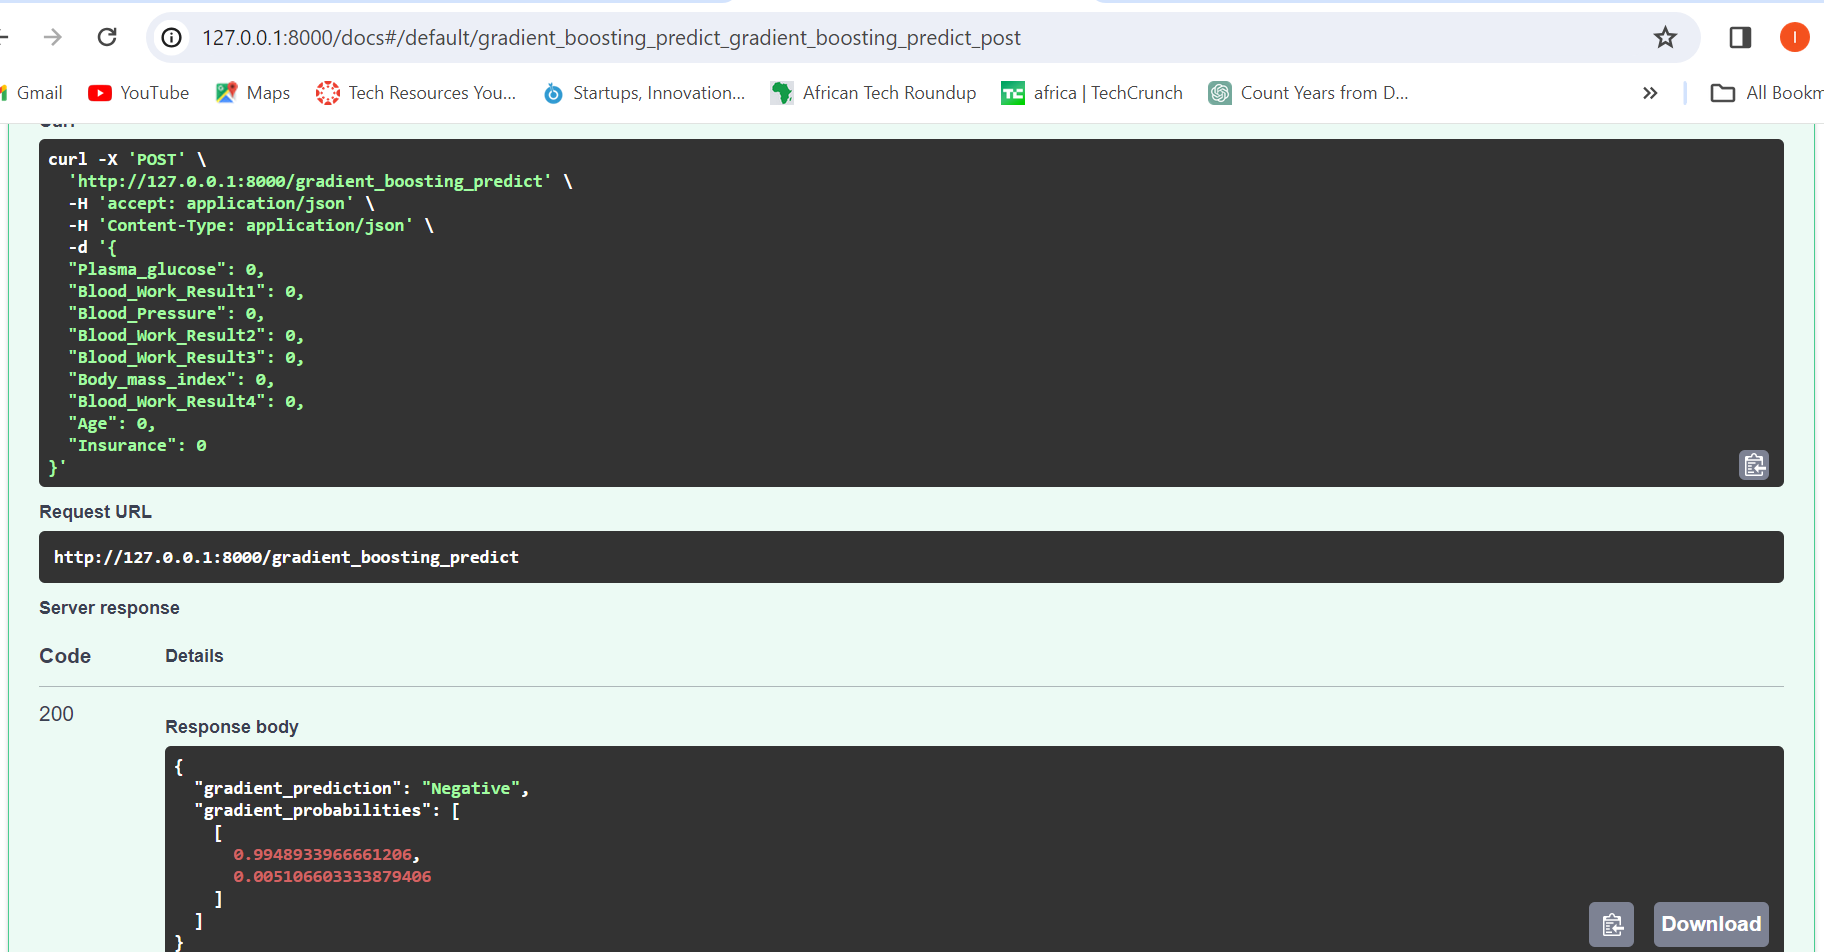 127.0.0.1:8000/docs#/default/gradient_boosting_predict_gradient_boosting_predict_post
I
Gmail YouTube Maps Tech Resources You... Startups, Innovation... African Tech Roundup TC africa | TechCrunch Count Years from D... » All Bookm
Curl
curl -X 'POST' \
'http://127.0.0.1:8000/gradient_boosting_predict' \
-H 'accept: application/json' \
-H 'Content-Type: application/json' \
-d '{
"Plasma_glucose": 0,
"Blood_Work_Result1": 0,
"Blood_Pressure": 0,
"Blood_Work_Result2": 0,
"Blood_Work_Result3": 0,
"Body_mass_index": 0,
"Blood_Work_Result4": 0,
"Age": 0,
"Insurance": 0
}'
Request URL
http://127.0.0.1:8000/gradient_boosting_predict
Server response
Code Details
200
Response body
{
"gradient_prediction": "Negative",
"gradient_probabilities": [
[
0.9948933966661206,
0.005106603333879406
]
]
}
Download